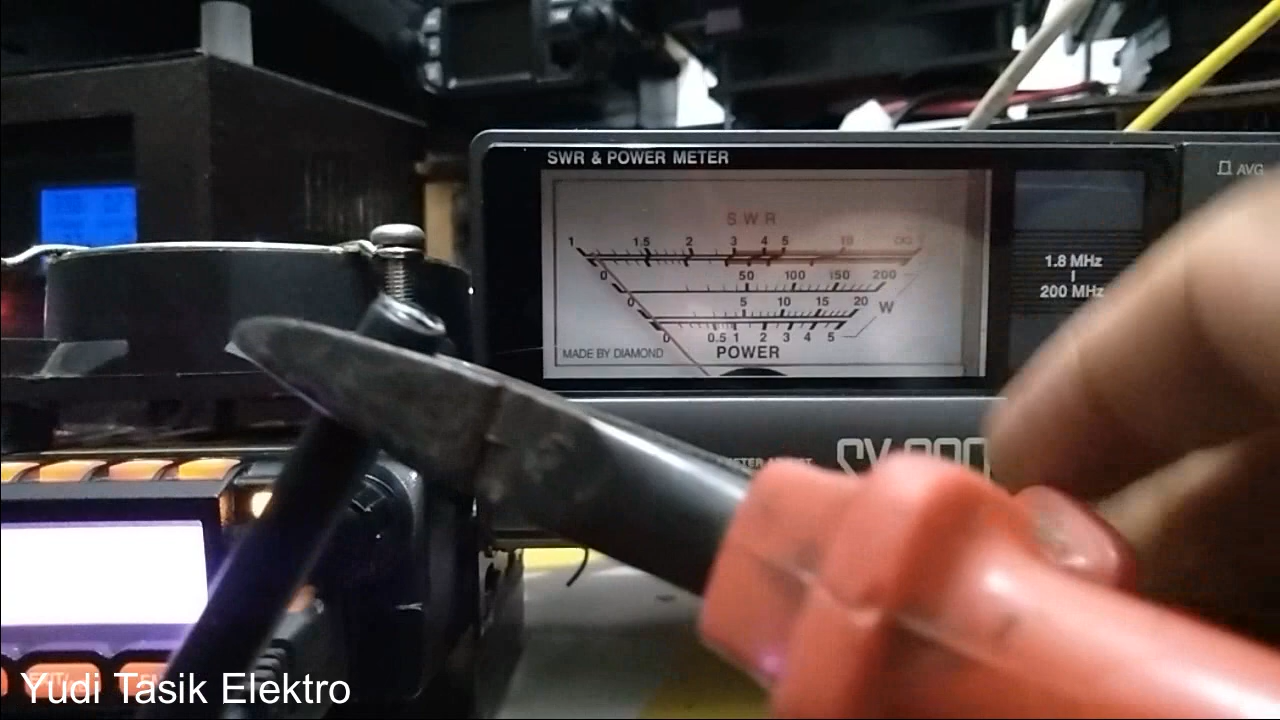 SWR & POWER METER
AVG
SWR
1 1.5 2 3 4 5 10 ∞
0 50 100 150 200
0 5 10 15 20
W
0 0.5 1 2 3 4 5
MADE BY DIAMOND
POWER
1.8 MHz
200 MHz
Yudi Tasik Elektro